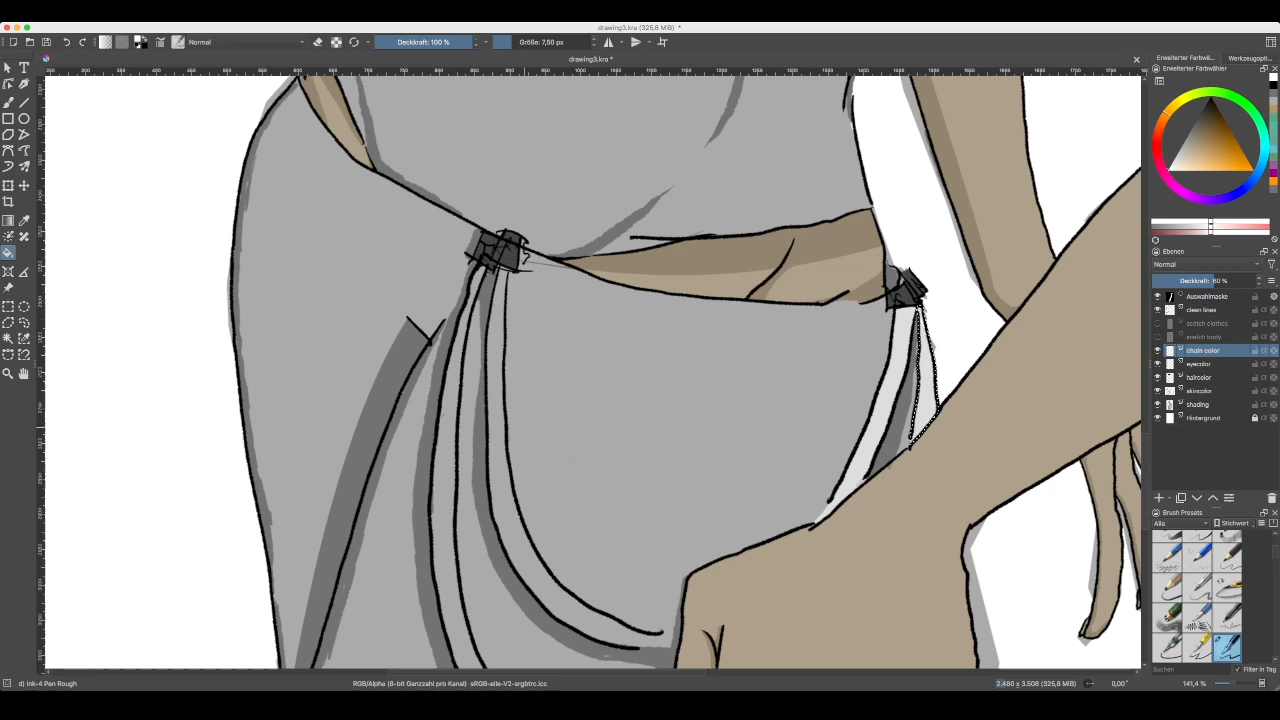 drawing3.kra (325,8 MiB) *
Normal
Deckkraft: 100 %
Größe: 7,50 px
drawing3.kra *
Erweiterter Farbwä...
Werkzeugopti...
Erweiterter Farbwähler
Ebenen
Normal
Deckkraft: 60 %
Auswahlmaske
clean lines
scetch clothes
scetch body
chain color
eyecolor
haircolor
skincolor
shading
Hintergrund
Brush Presets
Alle
Stichwort
Suchen
Filter in Tag
d) Ink-4 Pen Rough
RGB/Alpha (8-bit Ganzzahl pro Kanal) sRGB-elle-V2-srgbtrc.icc
2.480 x 3.508 (325,8 MiB)
0,00°
141,4 %